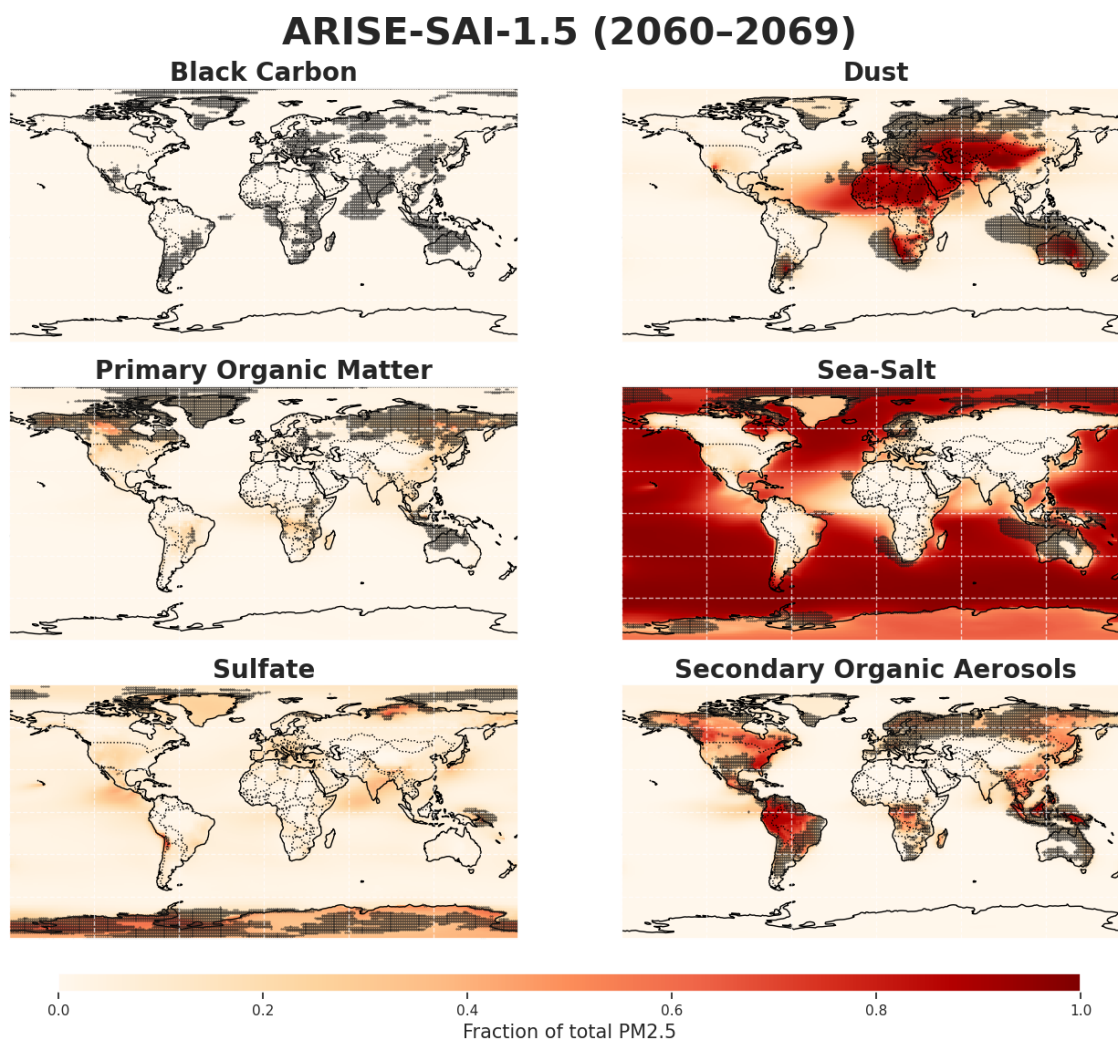 ARISE-SAI-1.5 (2060–2069)
Black Carbon
Dust
Primary Organic Matter
Sea-Salt
Sulfate
Secondary Organic Aerosols
0.0 0.2 0.4 0.6 0.8 1.0
Fraction of total PM2.5